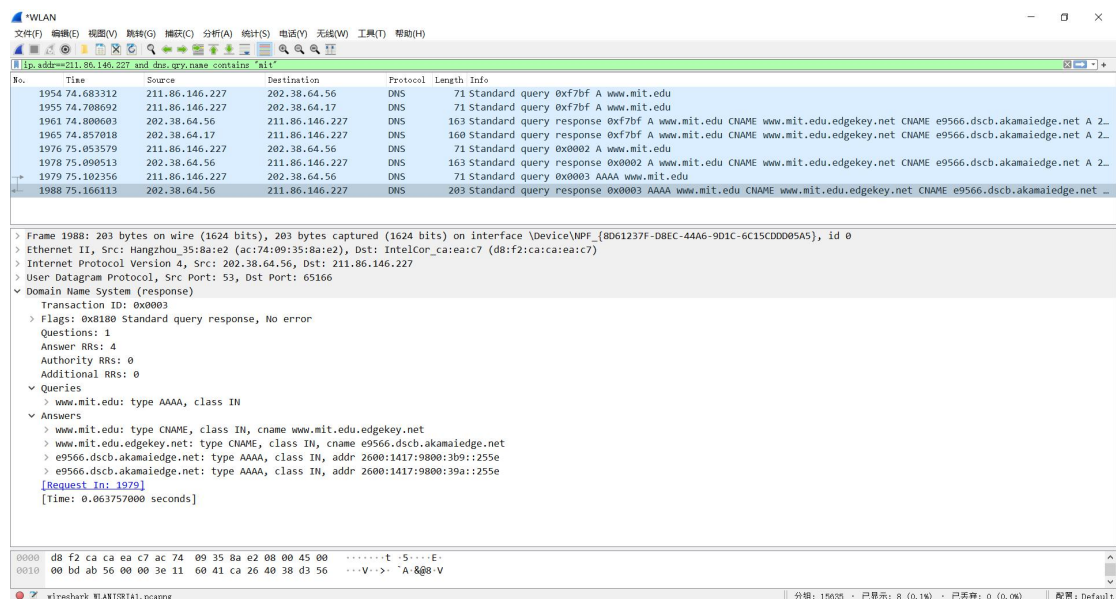 *WLAN
文件(F) 编辑(E) 视图(V) 跳转(G) 捕获(C) 分析(A) 统计(S) 电话(Y) 无线(W) 工具(T) 帮助(H)
ip.addr==211.86.146.227 and dns.qry.name contains "mit"
No. Time Source Destination Protocol Length Info
1954 74.683312 211.86.146.227 202.38.64.56 DNS 71 Standard query 0xf7bf A www.mit.edu
1955 74.708692 211.86.146.227 202.38.64.17 DNS 71 Standard query 0xf7bf A www.mit.edu
1961 74.800603 202.38.64.56 211.86.146.227 DNS 163 Standard query response 0xf7bf A www.mit.edu CNAME www.mit.edu.edgekey.net CNAME e9566.dscb.akamaiedge.net A 2…
1965 74.857018 202.38.64.17 211.86.146.227 DNS 160 Standard query response 0xf7bf A www.mit.edu CNAME www.mit.edu.edgekey.net CNAME e9566.dscb.akamaiedge.net A 2…
1976 75.053579 211.86.146.227 202.38.64.56 DNS 71 Standard query 0x0002 A www.mit.edu
1978 75.090513 202.38.64.56 211.86.146.227 DNS 163 Standard query response 0x0002 A www.mit.edu CNAME www.mit.edu.edgekey.net CNAME e9566.dscb.akamaiedge.net A 2…
1979 75.102356 211.86.146.227 202.38.64.56 DNS 71 Standard query 0x0003 AAAA www.mit.edu
1988 75.166113 202.38.64.56 211.86.146.227 DNS 203 Standard query response 0x0003 AAAA www.mit.edu CNAME www.mit.edu.edgekey.net CNAME e9566.dscb.akamaiedge.net …
> Frame 1988: 203 bytes on wire (1624 bits), 203 bytes captured (1624 bits) on interface \Device\NPF_{8D61237F-D8EC-44A6-9D1C-6C15CDDD05A5}, id 0
> Ethernet II, Src: Hangzhou_35:8a:e2 (ac:74:09:35:8a:e2), Dst: IntelCor_ca:ea:c7 (d8:f2:ca:ca:ea:c7)
> Internet Protocol Version 4, Src: 202.38.64.56, Dst: 211.86.146.227
> User Datagram Protocol, Src Port: 53, Dst Port: 65166
Domain Name System (response)
Transaction ID: 0x0003
> Flags: 0x8180 Standard query response, No error
Questions: 1
Answer RRs: 4
Authority RRs: 0
Additional RRs: 0
Queries
> www.mit.edu: type AAAA, class IN
Answers
> www.mit.edu: type CNAME, class IN, cname www.mit.edu.edgekey.net
> www.mit.edu.edgekey.net: type CNAME, class IN, cname e9566.dscb.akamaiedge.net
> e9566.dscb.akamaiedge.net: type AAAA, class IN, addr 2600:1417:9800:3b9::255e
> e9566.dscb.akamaiedge.net: type AAAA, class IN, addr 2600:1417:9800:39a::255e
[Request In: 1979]
[Time: 0.063757000 seconds]
0000 d8 f2 ca ca ea c7 ac 74 09 35 8a e2 08 00 45 00 ·······t ·5····E·
0010 00 bd ab 56 00 00 3e 11 60 41 ca 26 40 38 d3 56 ···V··>· `A·&@8·V
wireshark_WLANISRIA1.pcapng 分组: 15635 · 已显示: 8 (0.1%) · 已丢弃: 0 (0.0%) 配置: Default